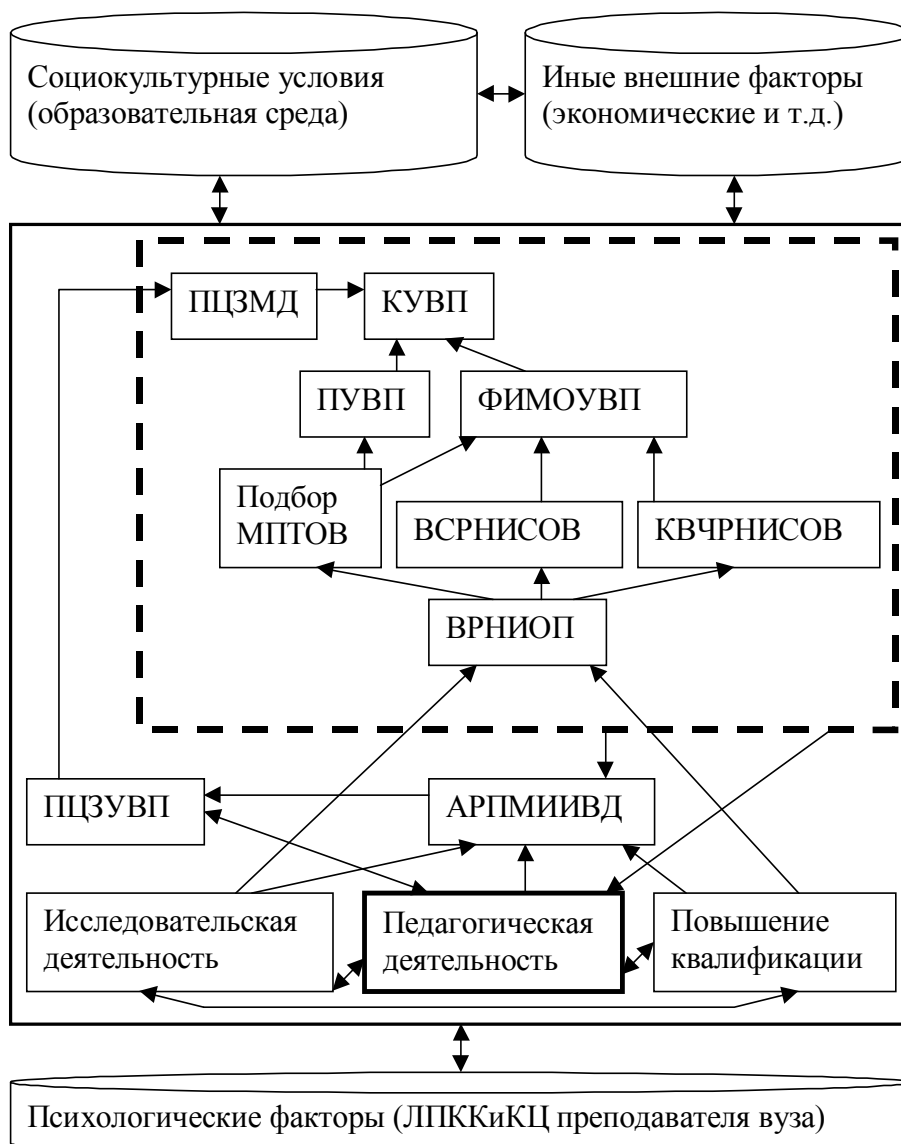 Социокультурные условия
(образовательная среда)
Иные внешние факторы
(экономические и т.д.)
ПЦЗМД
КУВП
ПУВП
ФИМОУВП
Подбор
МПТОВ
ВСРНИСОВ
КВЧРНИСОВ
ВРНИОП
ПЦЗУВП
АРПМИИВД
Исследовательская
деятельность
Педагогическая
деятельность
Повышение
квалификации
Психологические факторы (ЛПККиКЦ преподавателя вуза)